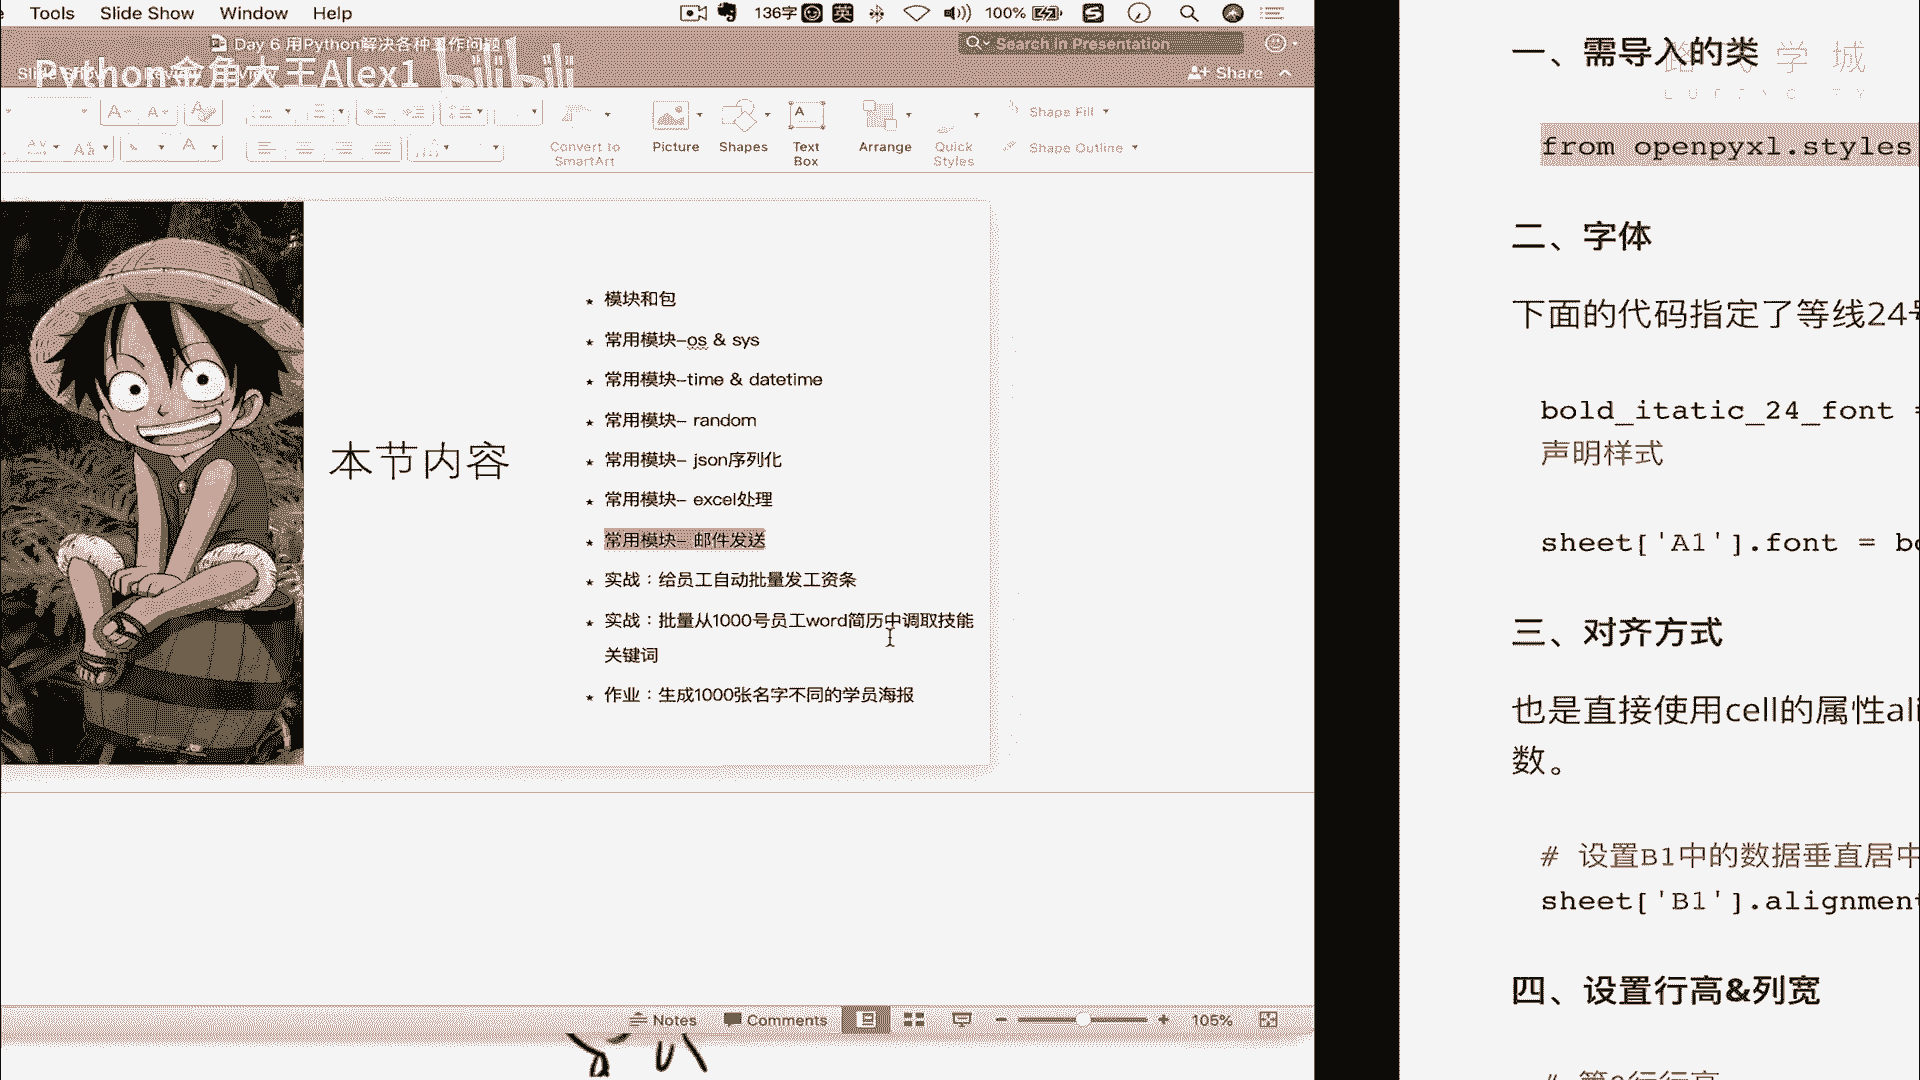 Tools Slide Show Window Help 136字 英 100%
Day 6 用Python解决各种工作问题
Search in Presentation
Python金角大王Alex1 bilibili
Share
Convert to SmartArt
Picture
Shapes
Text Box
Arrange
Quick Styles
Shape Fill
Shape Outline
本节内容
模块和包
常用模块-os & sys
常用模块-time & datetime
常用模块- random
常用模块- json序列化
常用模块- excel处理
常用模块- 邮件发送
实战：给员工自动批量发工资条
实战：批量从1000号员工word简历中调取技能
关键词
作业：生成1000张名字不同的学员海报
Notes Comments 105%
一、需导入的类
from openpyxl.styles
二、字体
下面的代码指定了等线24号
bold_itatic_24_font =
声明样式
sheet['A1'].font = bo
三、对齐方式
也是直接使用cell的属性ali
数。
# 设置B1中的数据垂直居中
sheet['B1'].alignment
四、设置行高&列宽